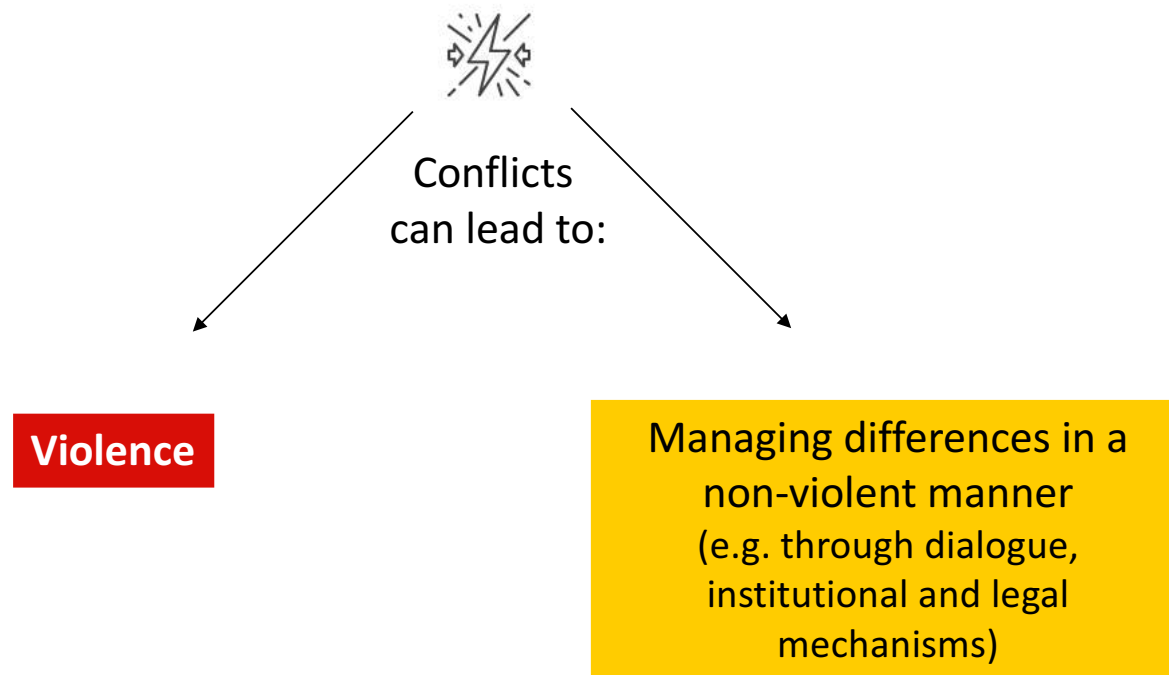 Conflicts
can lead to:
Violence
Managing differences in a
non-violent manner
(e.g. through dialogue,
institutional and legal
mechanisms)